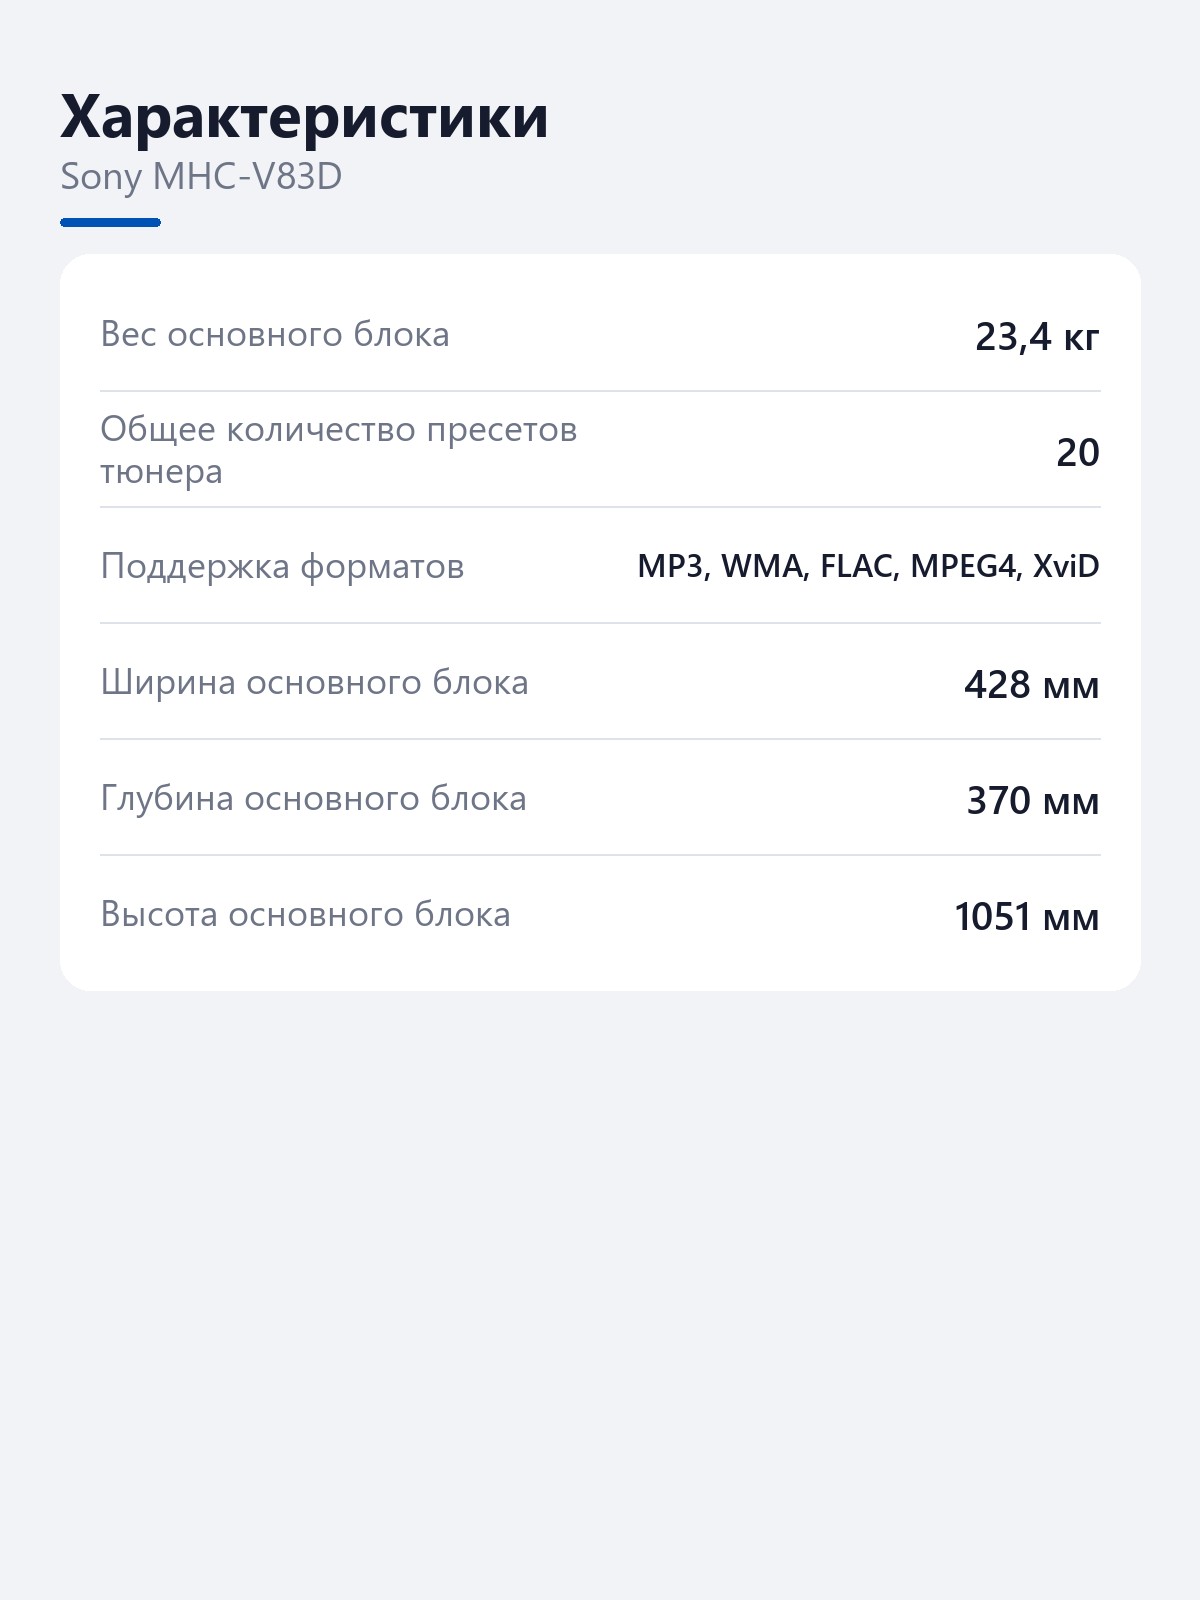 Характеристики
Sony MHC-V83D
Вес основного блока 23,4 кг
Общее количество пресетов
тюнера 20
Поддержка форматов MP3, WMA, FLAC, MPEG4, XviD
Ширина основного блока 428 мм
Глубина основного блока 370 мм
Высота основного блока 1051 мм